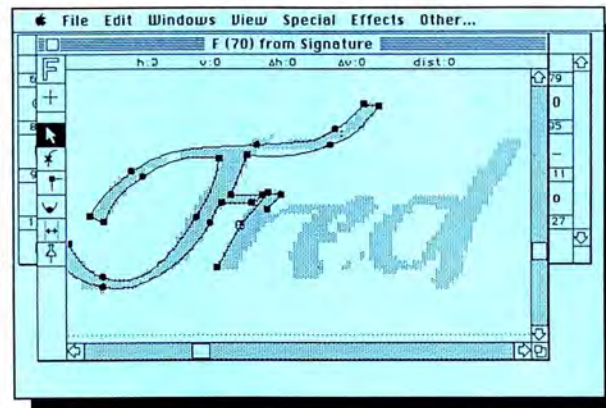 File Edit Windows View Special Effects Other...
F (70) from Signature
h:0 v:0 Δh:0 Δv:0 dist:0
F
79
0
95
11
0
27
Fred